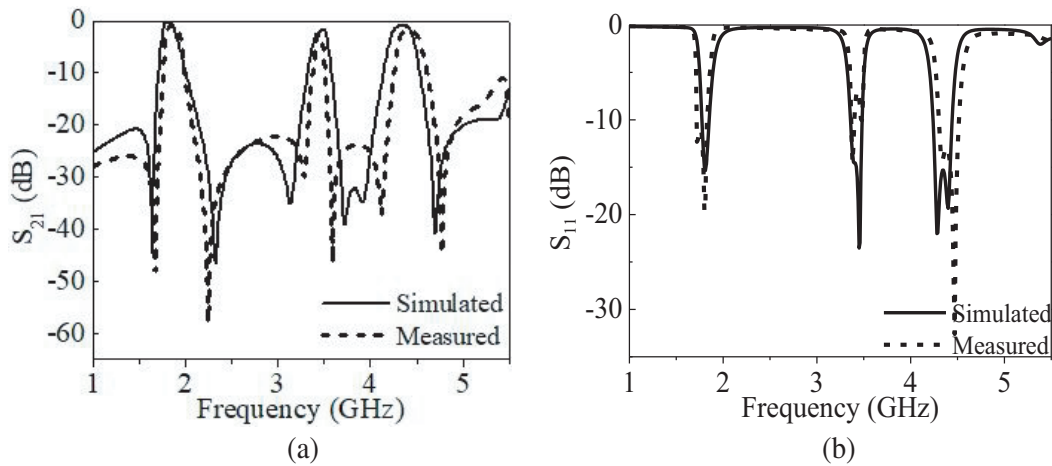 0
-10
-20
-30
-40
-50
-60
S21 (dB)
Simulated
Measured
1 2 3 4 5
Frequency (GHz)
(a)
0
-10
-20
-30
S11 (dB)
Simulated
Measured
1 2 3 4 5
Frequency (GHz)
(b)